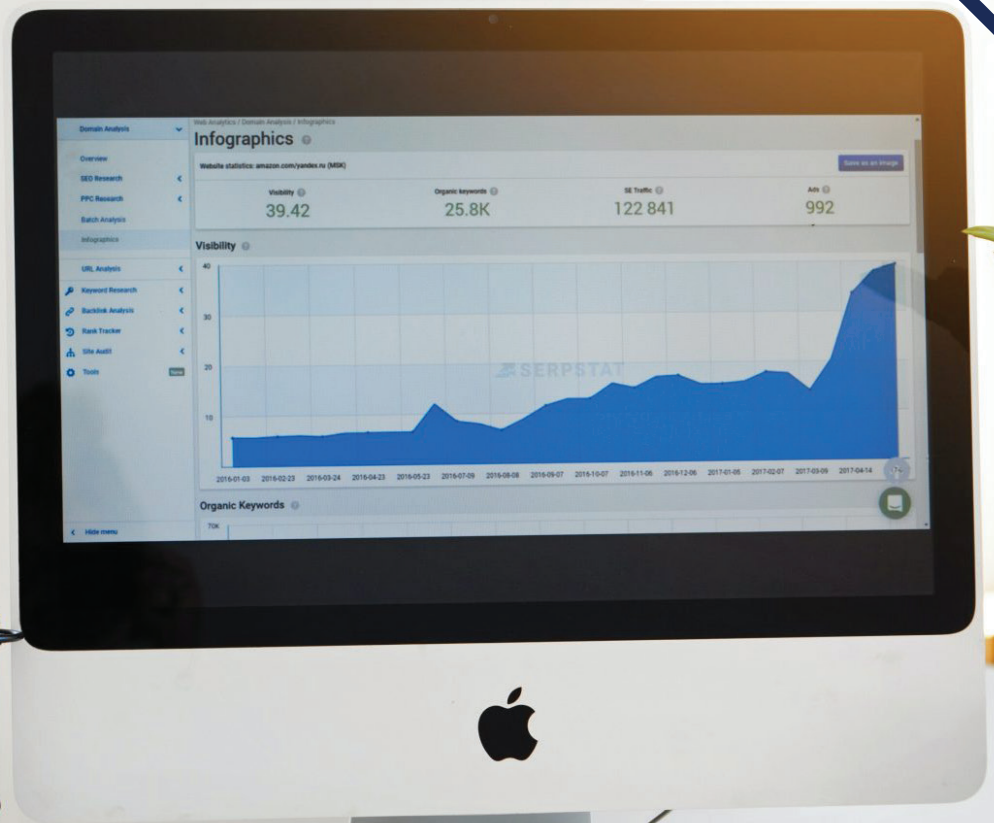 Web Analytics / Domain Analysis / Infographics
Infographics
Domain Analysis
Overview
SEO Research
PPC Research
Batch Analysis
Infographics
URL Analysis
Keyword Research
Backlink Analysis
Rank Tracker
Site Audit
Tools
Hide menu
Website statistics: amazon.com/yandex.ru (MSK)
Save as an image
Visibility
39.42
Organic keywords
25.8K
SE Traffic
122 841
Ads
992
Visibility
40
30
20
10
SERPSTAT
2016-01-03 2016-02-23 2016-03-24 2016-04-23 2016-05-23 2016-07-09 2016-08-08 2016-09-07 2016-10-07 2016-11-06 2016-12-06 2017-01-05 2017-02-07 2017-03-09 2017-04-14
Organic Keywords
70K